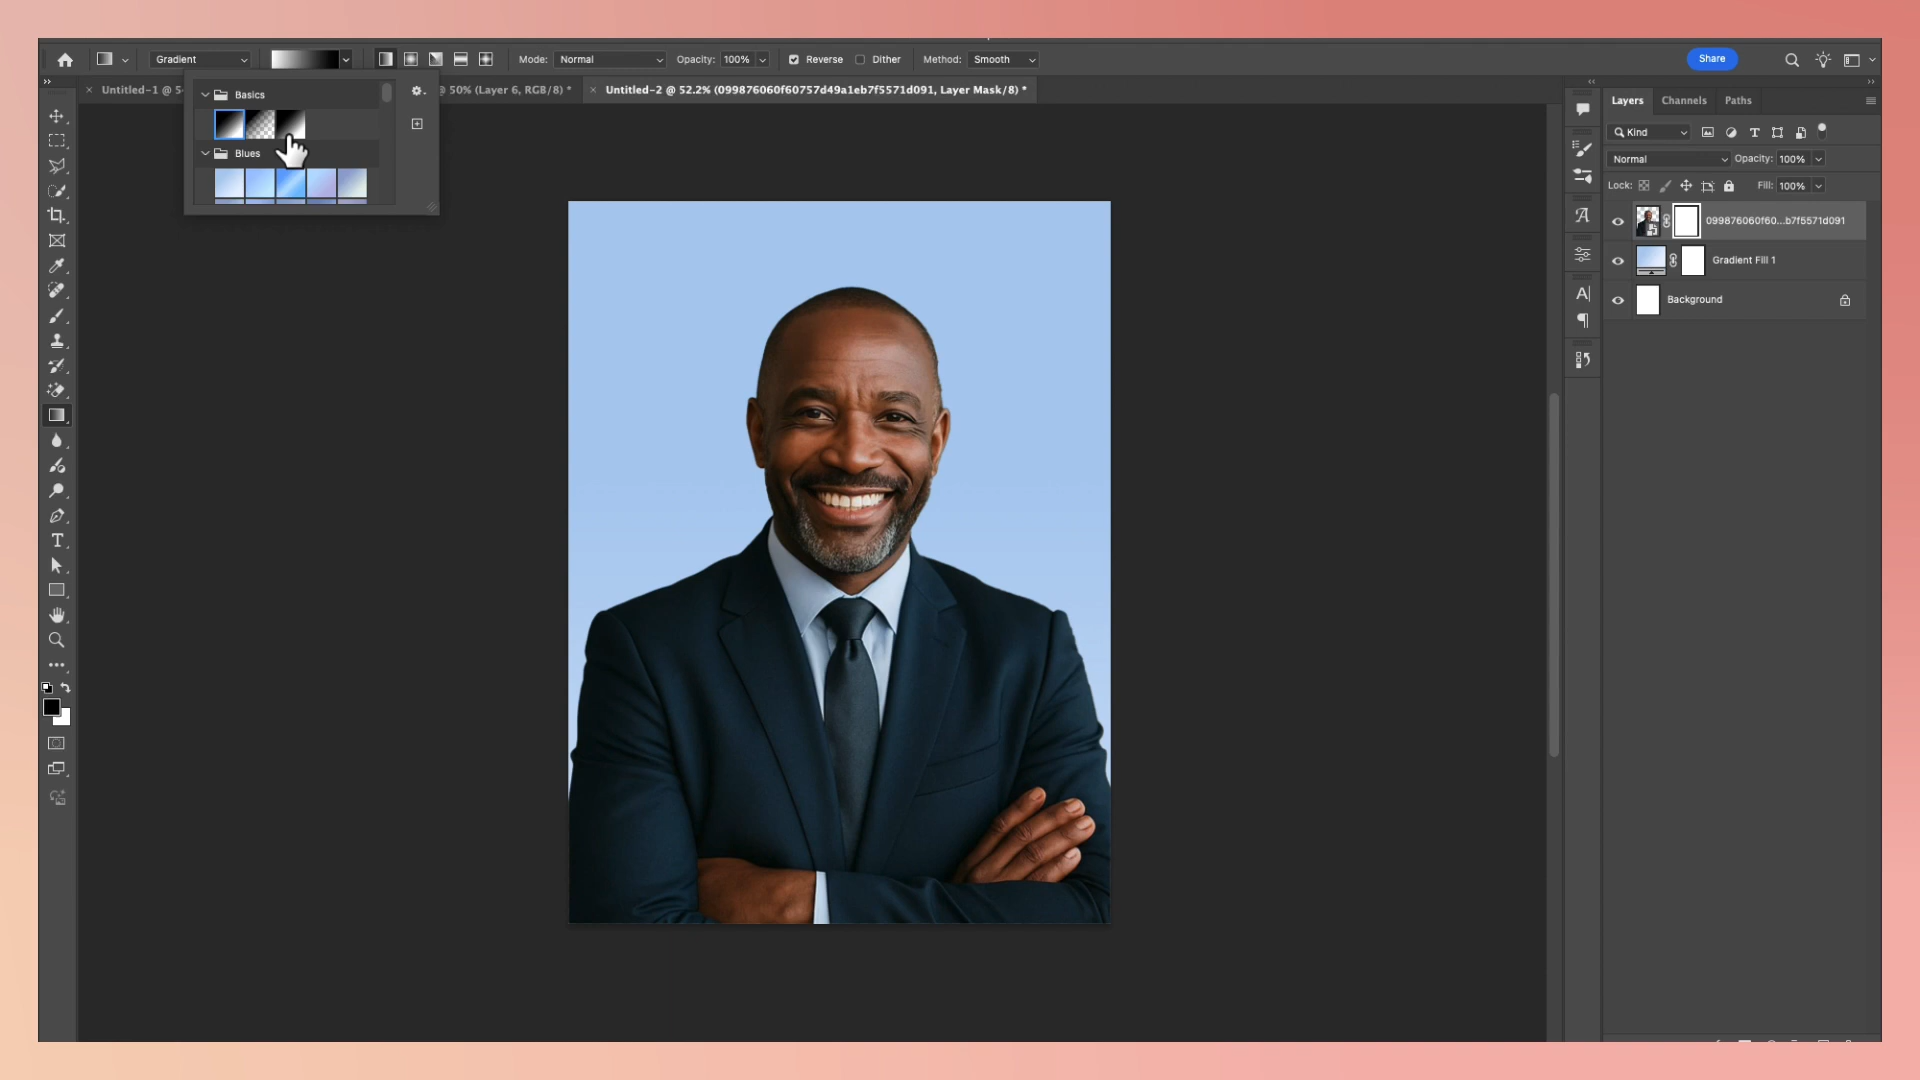 Gradient Mode: Normal Opacity: 100% Reverse Dither Method: Smooth Share
Untitled-1 @ 5 @ 50% (Layer 6, RGB/8) * Untitled-2 @ 52.2% (099876060f60757d49a1eb7f5571d091, Layer Mask/8) *
Basics
Blues
Layers Channels Paths
Kind
Normal Opacity: 100%
Lock: Fill: 100%
099876060f60...b7f5571d091
Gradient Fill 1
Background